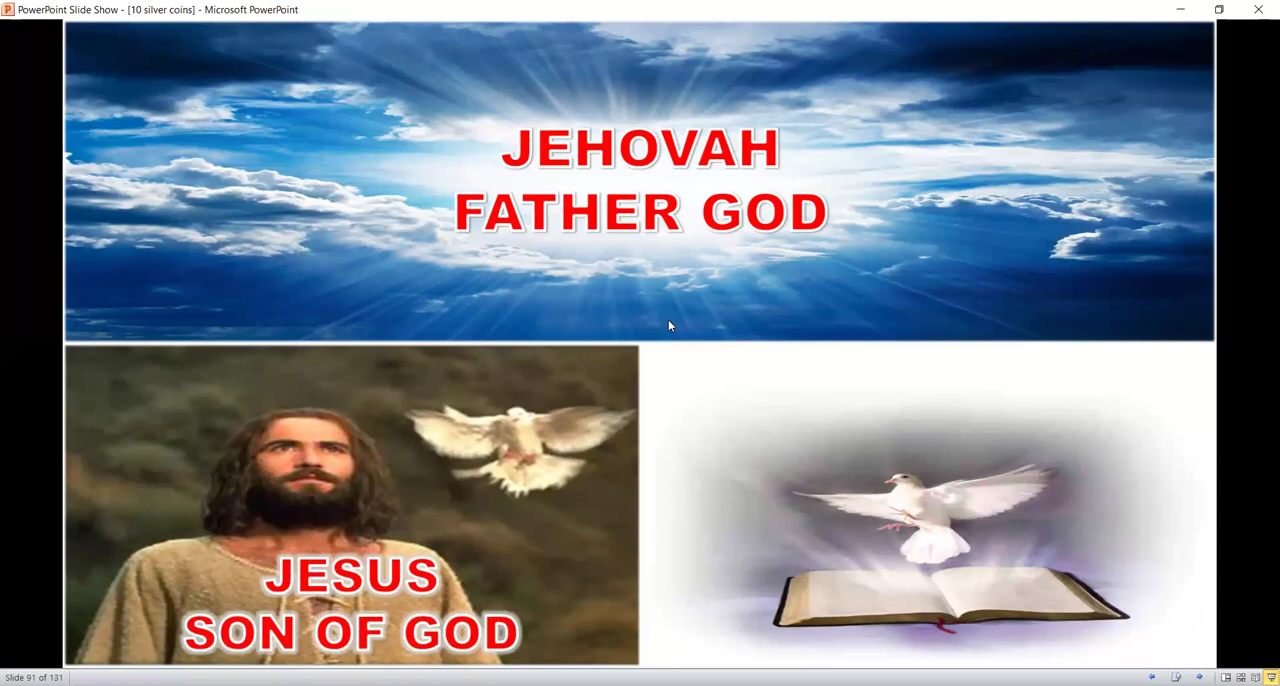 PowerPoint Slide Show - [10 silver coins] - Microsoft PowerPoint
JEHOVAH
FATHER GOD
JESUS
SON OF GOD
Slide 91 of 131